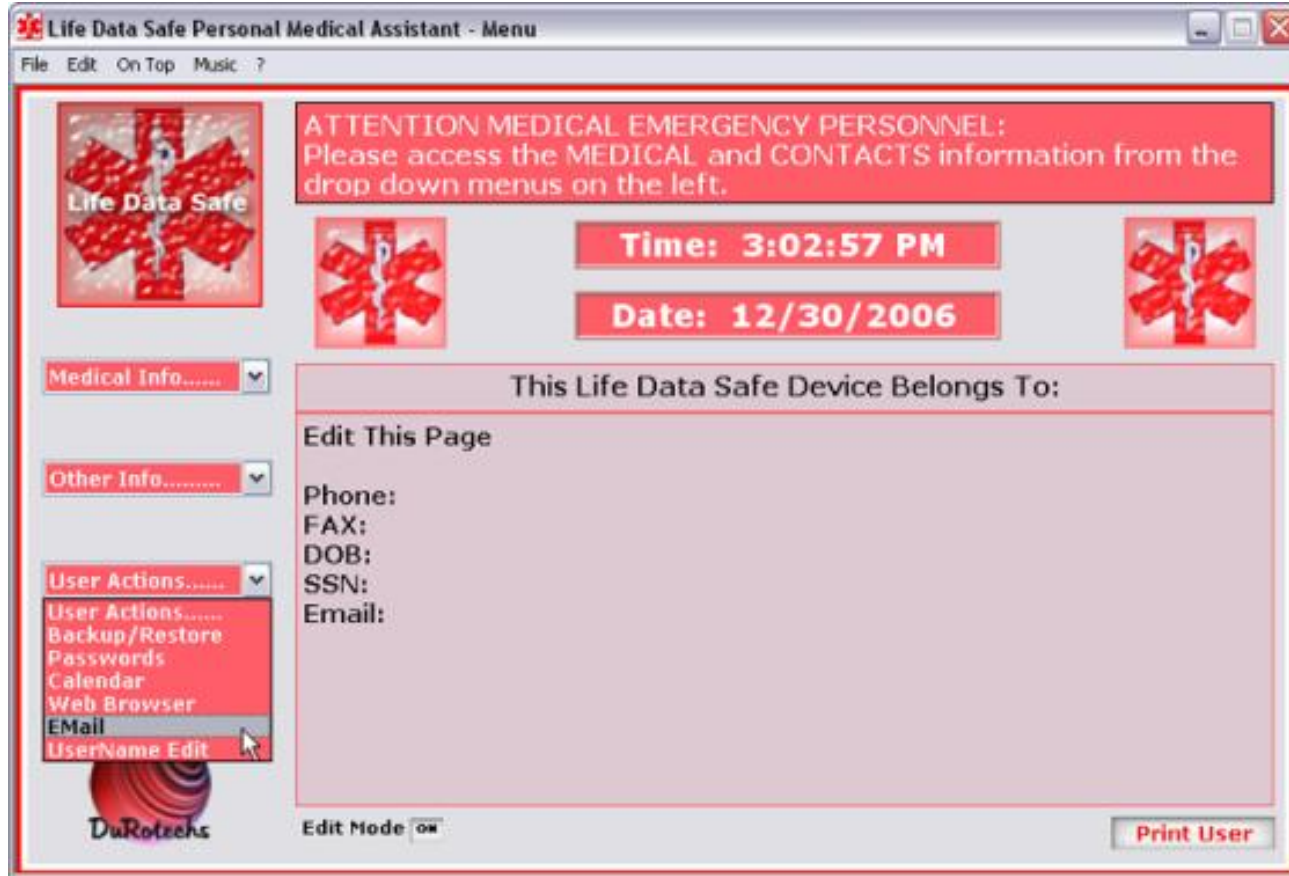 Life Data Safe Personal Medical Assistant - Menu
File Edit On Top Music ?
Life Data Safe
ATTENTION MEDICAL EMERGENCY PERSONNEL:
Please access the MEDICAL and CONTACTS information from the
drop down menus on the left.
Time: 3:02:57 PM
Date: 12/30/2006
Medical Info......
Other Info.........
User Actions......
User Actions......
Backup/Restore
Passwords
Calendar
Web Browser
EMail
UserName Edit
DuRotechs
This Life Data Safe Device Belongs To:
Edit This Page
Phone:
FAX:
DOB:
SSN:
Email:
Edit Mode ON
Print User